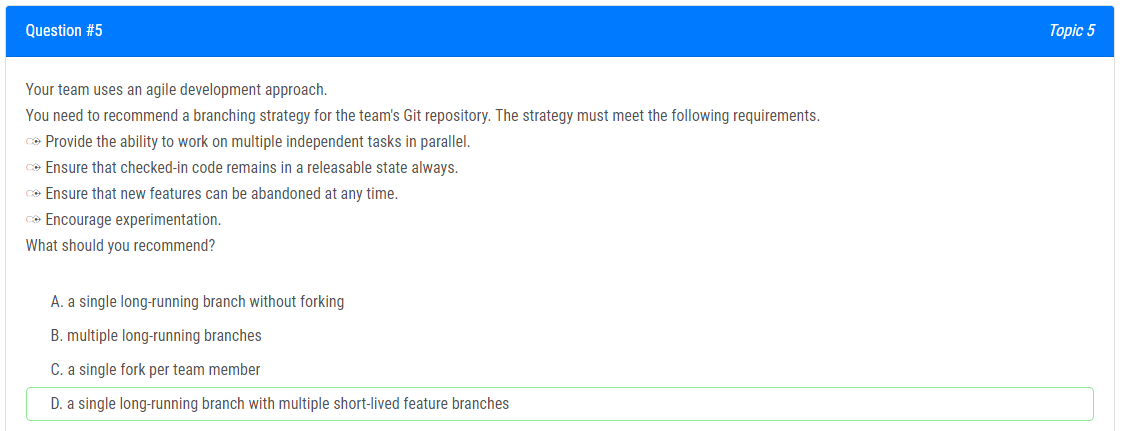 Question #5
Topic 5
Your team uses an agile development approach.
You need to recommend a branching strategy for the team's Git repository. The strategy must meet the following requirements.
Provide the ability to work on multiple independent tasks in parallel.
Ensure that checked-in code remains in a releasable state always.
Ensure that new features can be abandoned at any time.
Encourage experimentation.
What should you recommend?
A. a single long-running branch without forking
B. multiple long-running branches
C. a single fork per team member
D. a single long-running branch with multiple short-lived feature branches